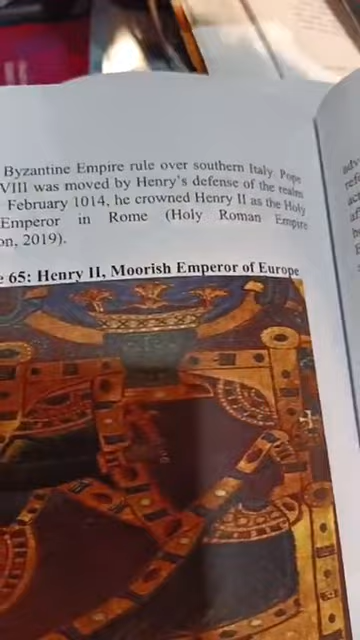 Byzantine Empire rule over southern Italy. Pope
VIII was moved by Henry's defense of the realm
February 1014, he crowned Henry II as the Holy
Emperor in Rome (Holy Roman Empire
on, 2019).
e 65: Henry II, Moorish Emperor of Europe